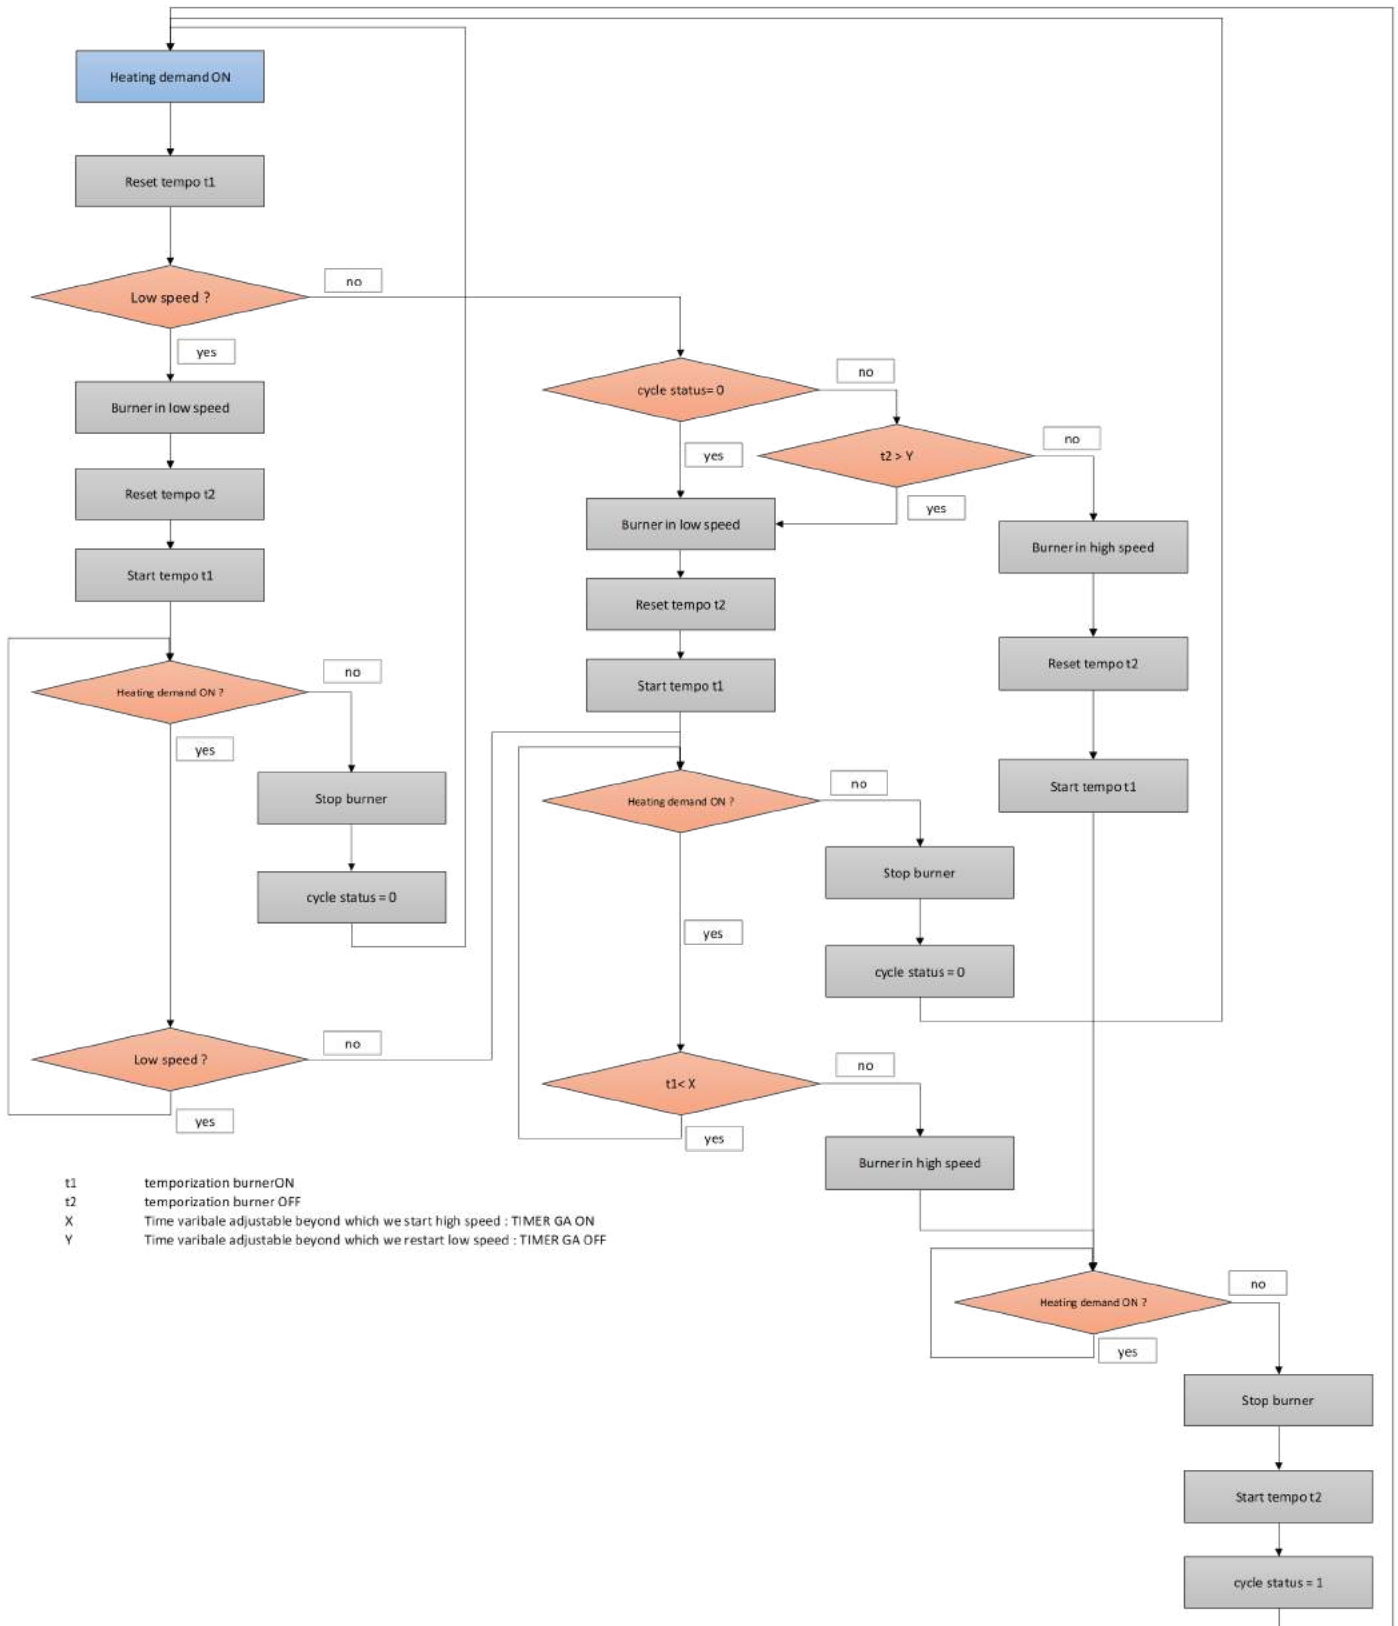 Heating demand ON
Reset tempo t1
Low speed ?
no
yes
Burner in low speed
Reset tempo t2
Start tempo t1
Heating demand ON ?
no
yes
Stop burner
cycle status = 0
Low speed ?
no
yes
cycle status= 0
no
yes
t2 > Y
no
yes
Burner in low speed
Reset tempo t2
Start tempo t1
Burner in high speed
Reset tempo t2
Start tempo t1
Heating demand ON ?
no
yes
Stop burner
cycle status = 0
t1< X
no
yes
Burner in high speed
Heating demand ON ?
no
yes
Stop burner
Start tempo t2
cycle status = 1
t1 temporization burnerON
t2 temporization burner OFF
X Time varibale adjustable beyond which we start high speed : TIMER GA ON
Y Time varibale adjustable beyond which we restart low speed : TIMER GA OFF